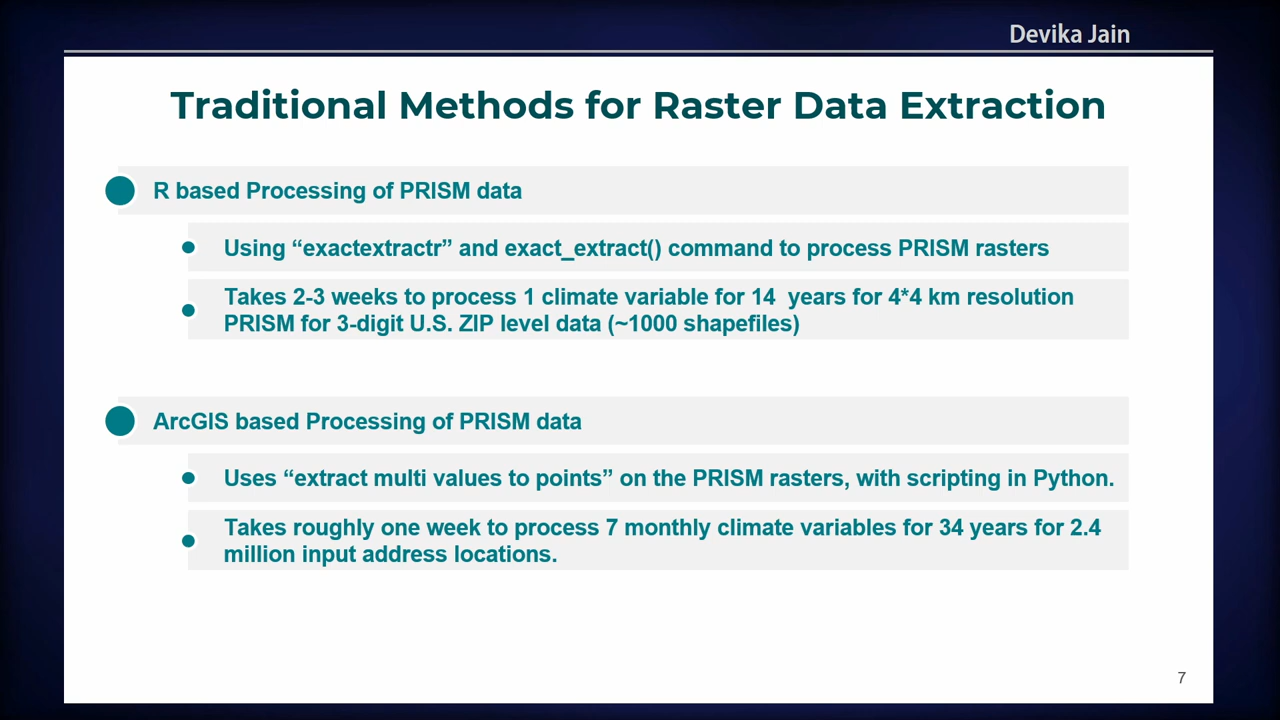 Devika Jain
Traditional Methods for Raster Data Extraction
R based Processing of PRISM data
Using “exactextractr” and exact_extract() command to process PRISM rasters
Takes 2-3 weeks to process 1 climate variable for 14  years for 4*4 km resolution
PRISM for 3-digit U.S. ZIP level data (~1000 shapefiles)
ArcGIS based Processing of PRISM data
Uses “extract multi values to points” on the PRISM rasters, with scripting in Python.
Takes roughly one week to process 7 monthly climate variables for 34 years for 2.4
million input address locations.
7